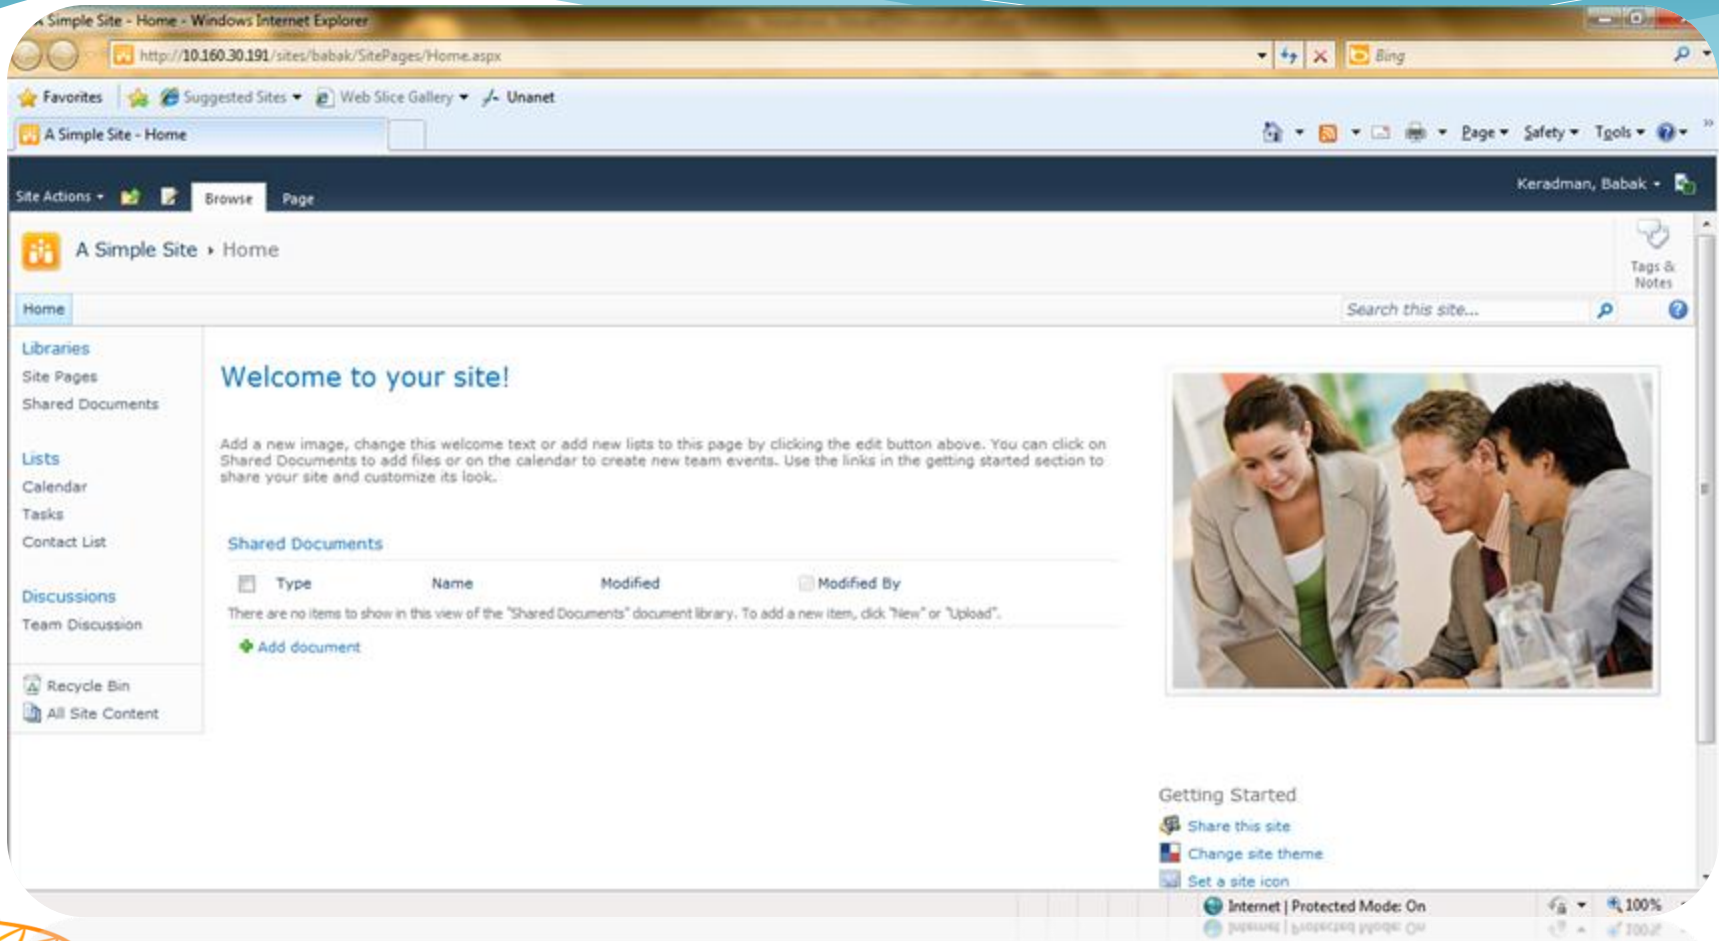 A Simple Site - Home - Windows Internet Explorer
http://10.160.30.191/sites/babak/SitePages/Home.aspx
Bing
Favorites
Suggested Sites
Web Slice Gallery
Unanet
A Simple Site - Home
Page
Safety
Tools
Site Actions
Browse
Page
Keradman, Babak
A Simple Site
Home
Tags &
Notes
Home
Search this site...
Libraries
Site Pages
Shared Documents
Lists
Calendar
Tasks
Contact List
Discussions
Team Discussion
Recycle Bin
All Site Content
Welcome to your site!
Add a new image, change this welcome text or add new lists to this page by clicking the edit button above. You can click on
Shared Documents to add files or on the calendar to create new team events. Use the links in the getting started section to
share your site and customize its look.
Shared Documents
Type Name Modified Modified By
There are no items to show in this view of the "Shared Documents" document library. To add a new item, click "New" or "Upload".
Add document
Getting Started
Share this site
Change site theme
Set a site icon
Internet | Protected Mode: On
100%